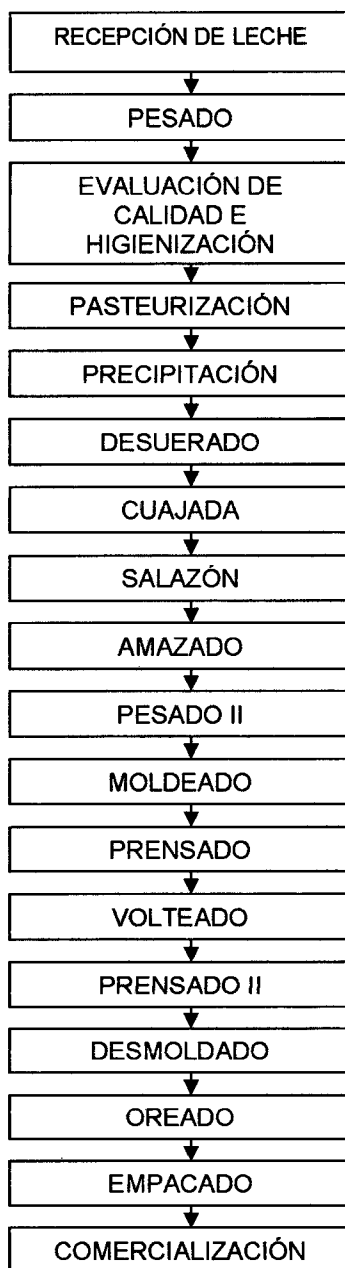 RECEPCIÓN DE LECHE
PESADO
EVALUACIÓN DE
CALIDAD E
HIGIENIZACIÓN
PASTEURIZACIÓN
PRECIPITACIÓN
DESUERADO
CUAJADA
SALAZÓN
AMAZADO
PESADO II
MOLDEADO
PRENSADO
VOLTEADO
PRENSADO II
DESMOLDADO
OREADO
EMPACADO
COMERCIALIZACIÓN